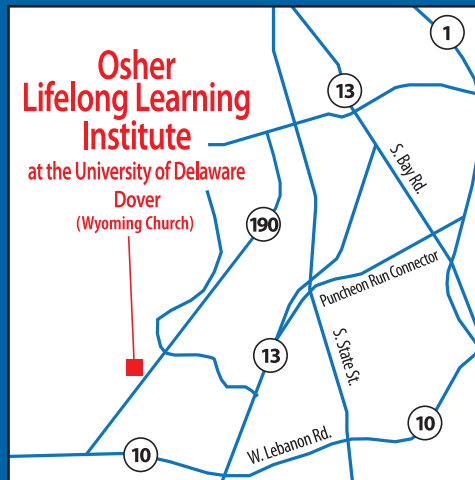 Osher
Lifelong Learning
Institute
at the University of Delaware
Dover
(Wyoming Church)
1
13
S. Bay Rd.
190
Puncheon Run Connector
13
S. State St.
10
W. Lebanon Rd.
10